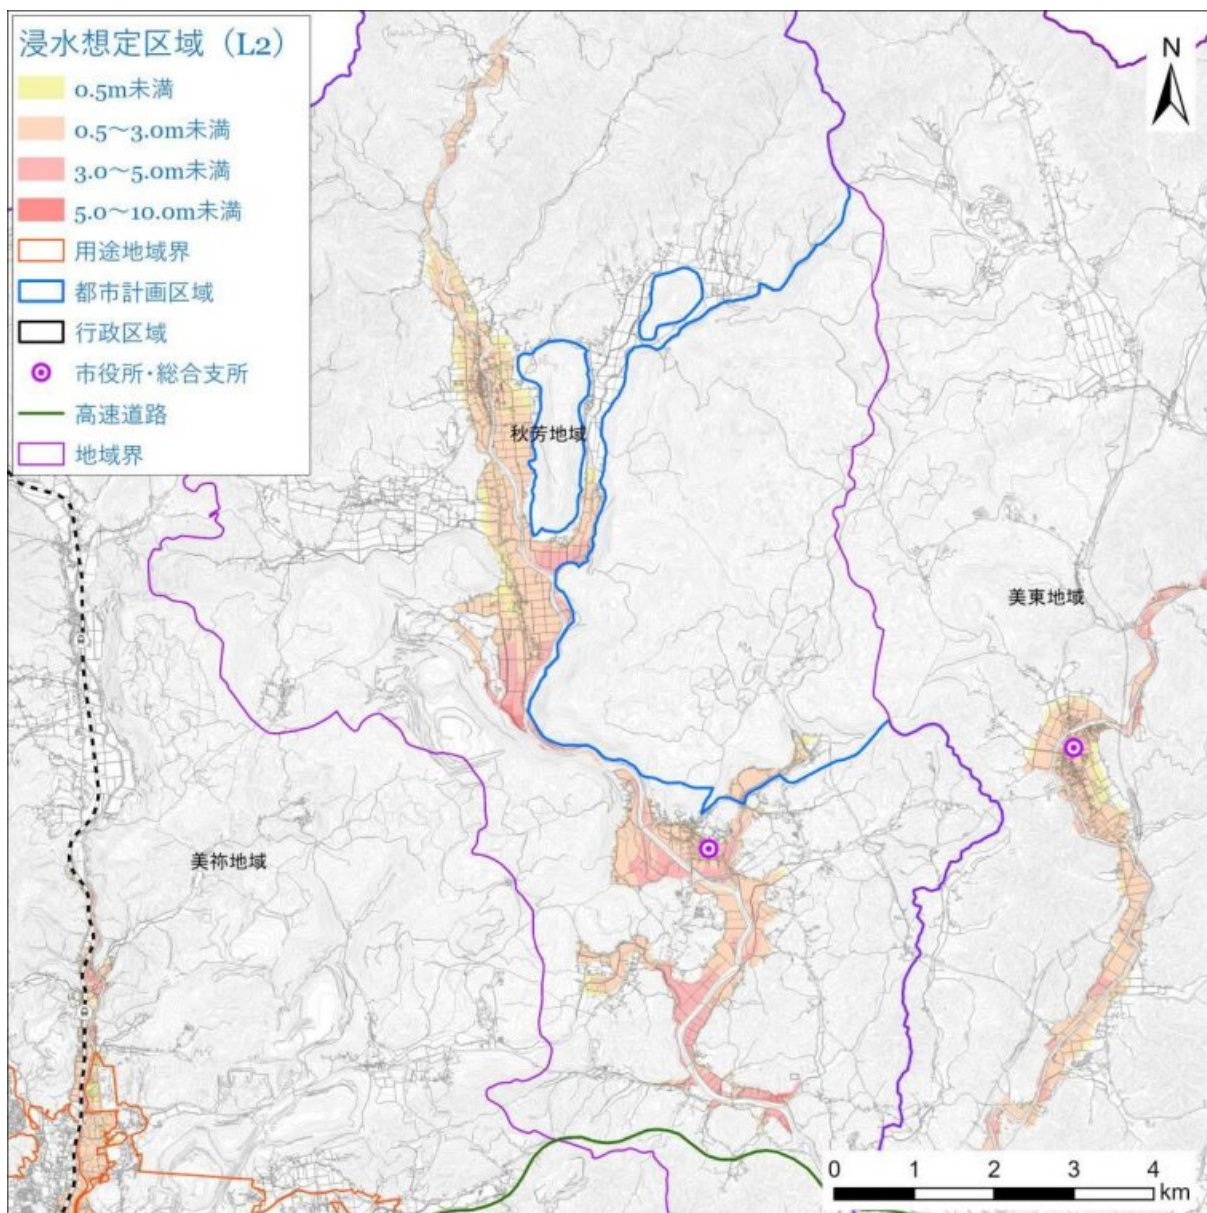 浸水想定区域（L2）
0.5m未満
0.5～3.0m未満
3.0～5.0m未満
5.0～10.0m未満
用途地域界
都市計画区域
行政区域
市役所・総合支所
高速道路
地域界
N
秋芳地域
美東地域
美祢地域
0 1 2 3 4
km